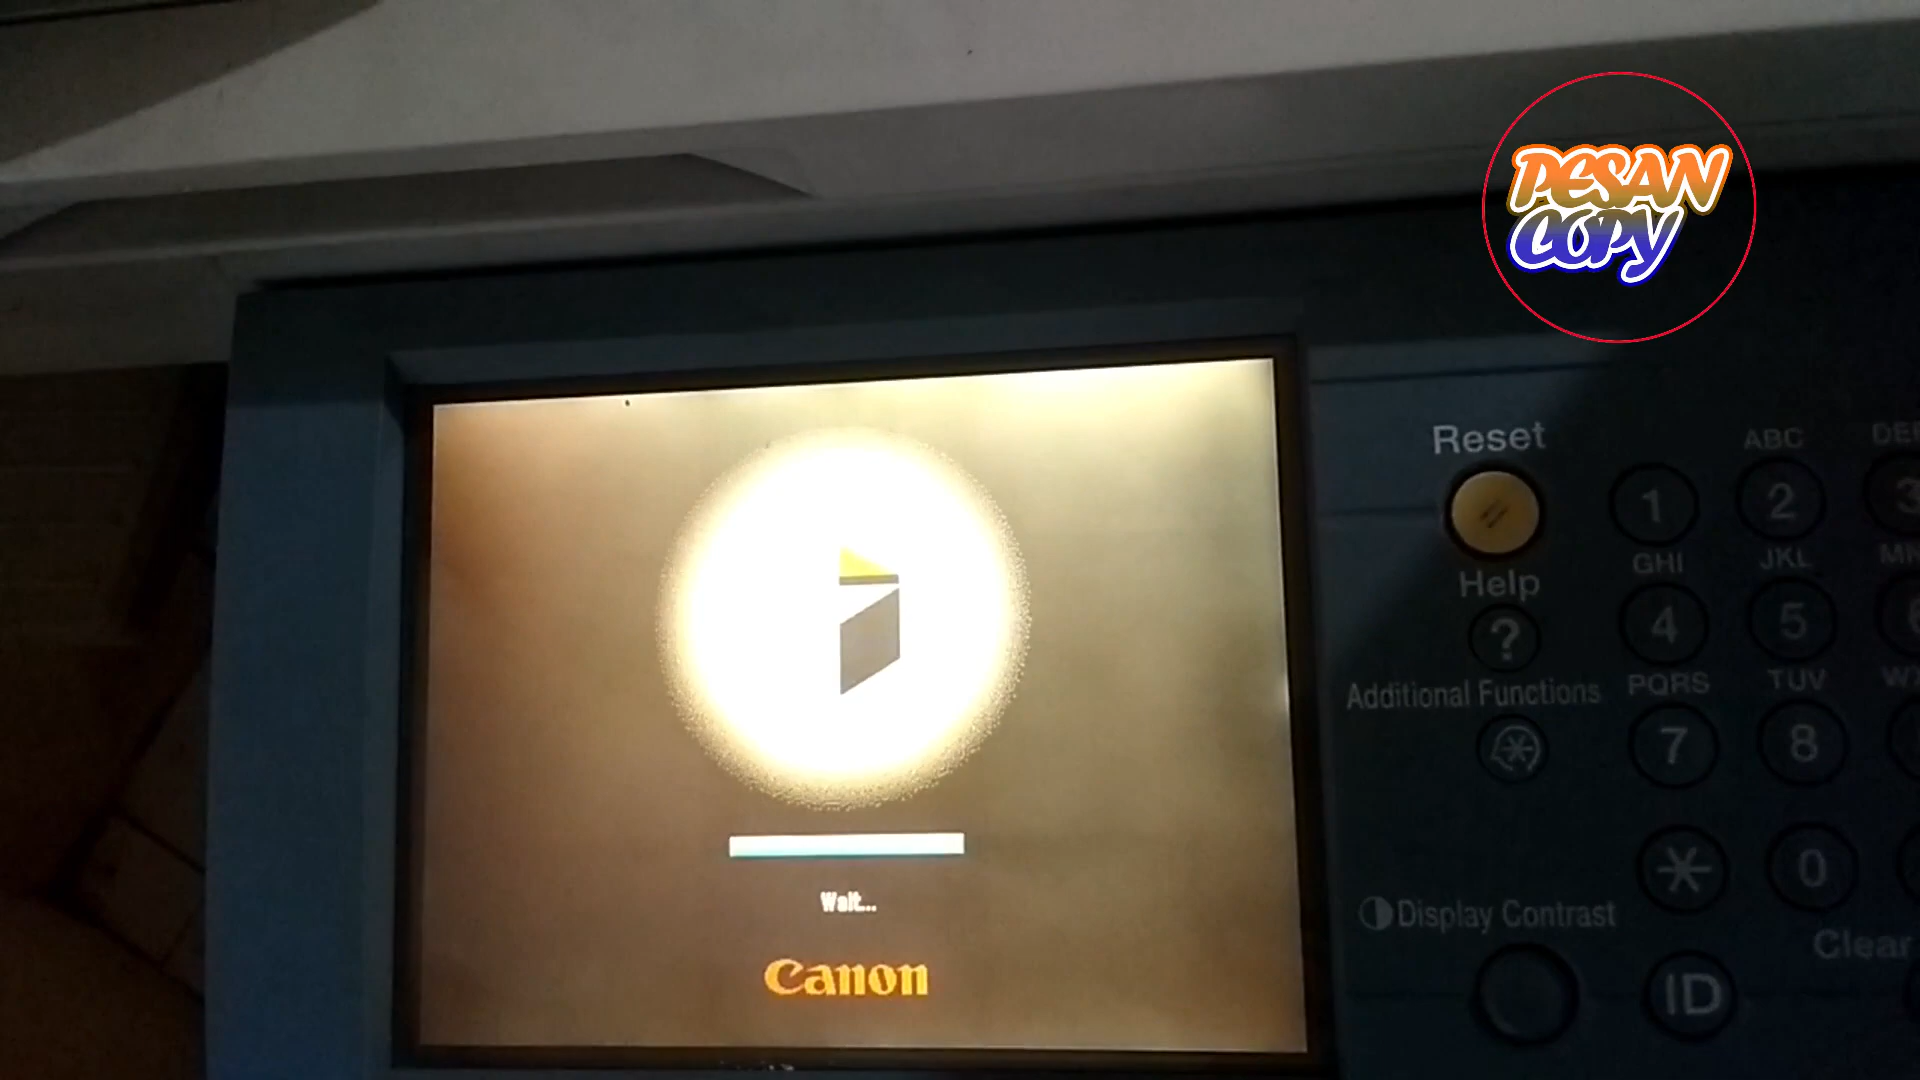 PESAN
COPY
Reset
Help
Additional Functions
Display Contrast
ABC
1
2
3
GHI
JKL
4
5
PQRS
TUV
7
8
0
ID
Clear
Wait...
Canon